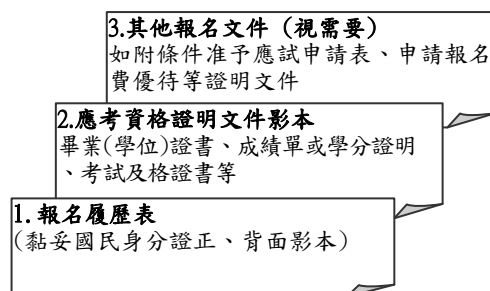 3.其他報名文件（視需要）
如附條件准予應試申請表、申請報名
費優待等證明文件
2.應考資格證明文件影本
畢業(學位)證書、成績單或學分證明
、考試及格證書等
1.報名履歷表
(黏妥國民身分證正、背面影本)